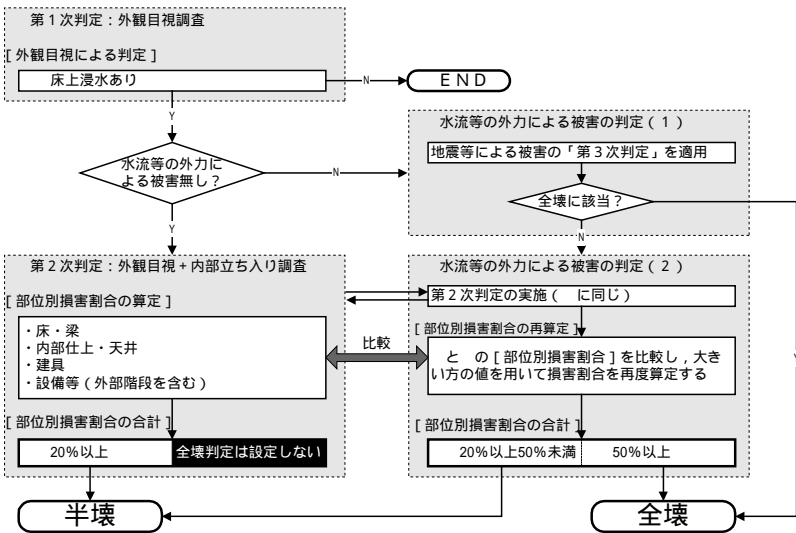 第１次判定：外観目視調査
[ 外観目視による判定 ]
床上浸水あり
N
END
Y
水流等の外力に
よる被害無し？
N
Y
水流等の外力による被害の判定（１）
地震等による被害の「第３次判定」を適用
全壊に該当？
N
Y
第２次判定：外観目視＋内部立ち入り調査
[ 部位別損害割合の算定 ]
・床・梁
・内部仕上・天井
・建具
・設備等（外部階段を含む）
[ 部位別損害割合の合計 ]
20%以上
全壊判定は設定しない
比較
水流等の外力による被害の判定（２）
第２次判定の実施（　に同じ）
[ 部位別損害割合の再算定 ]
と　の [ 部位別損害割合 ] を比較し，大き
い方の値を用いて損害割合を再度算定する
[ 部位別損害割合の合計 ]
20%以上50%未満
50%以上
半壊
全壊